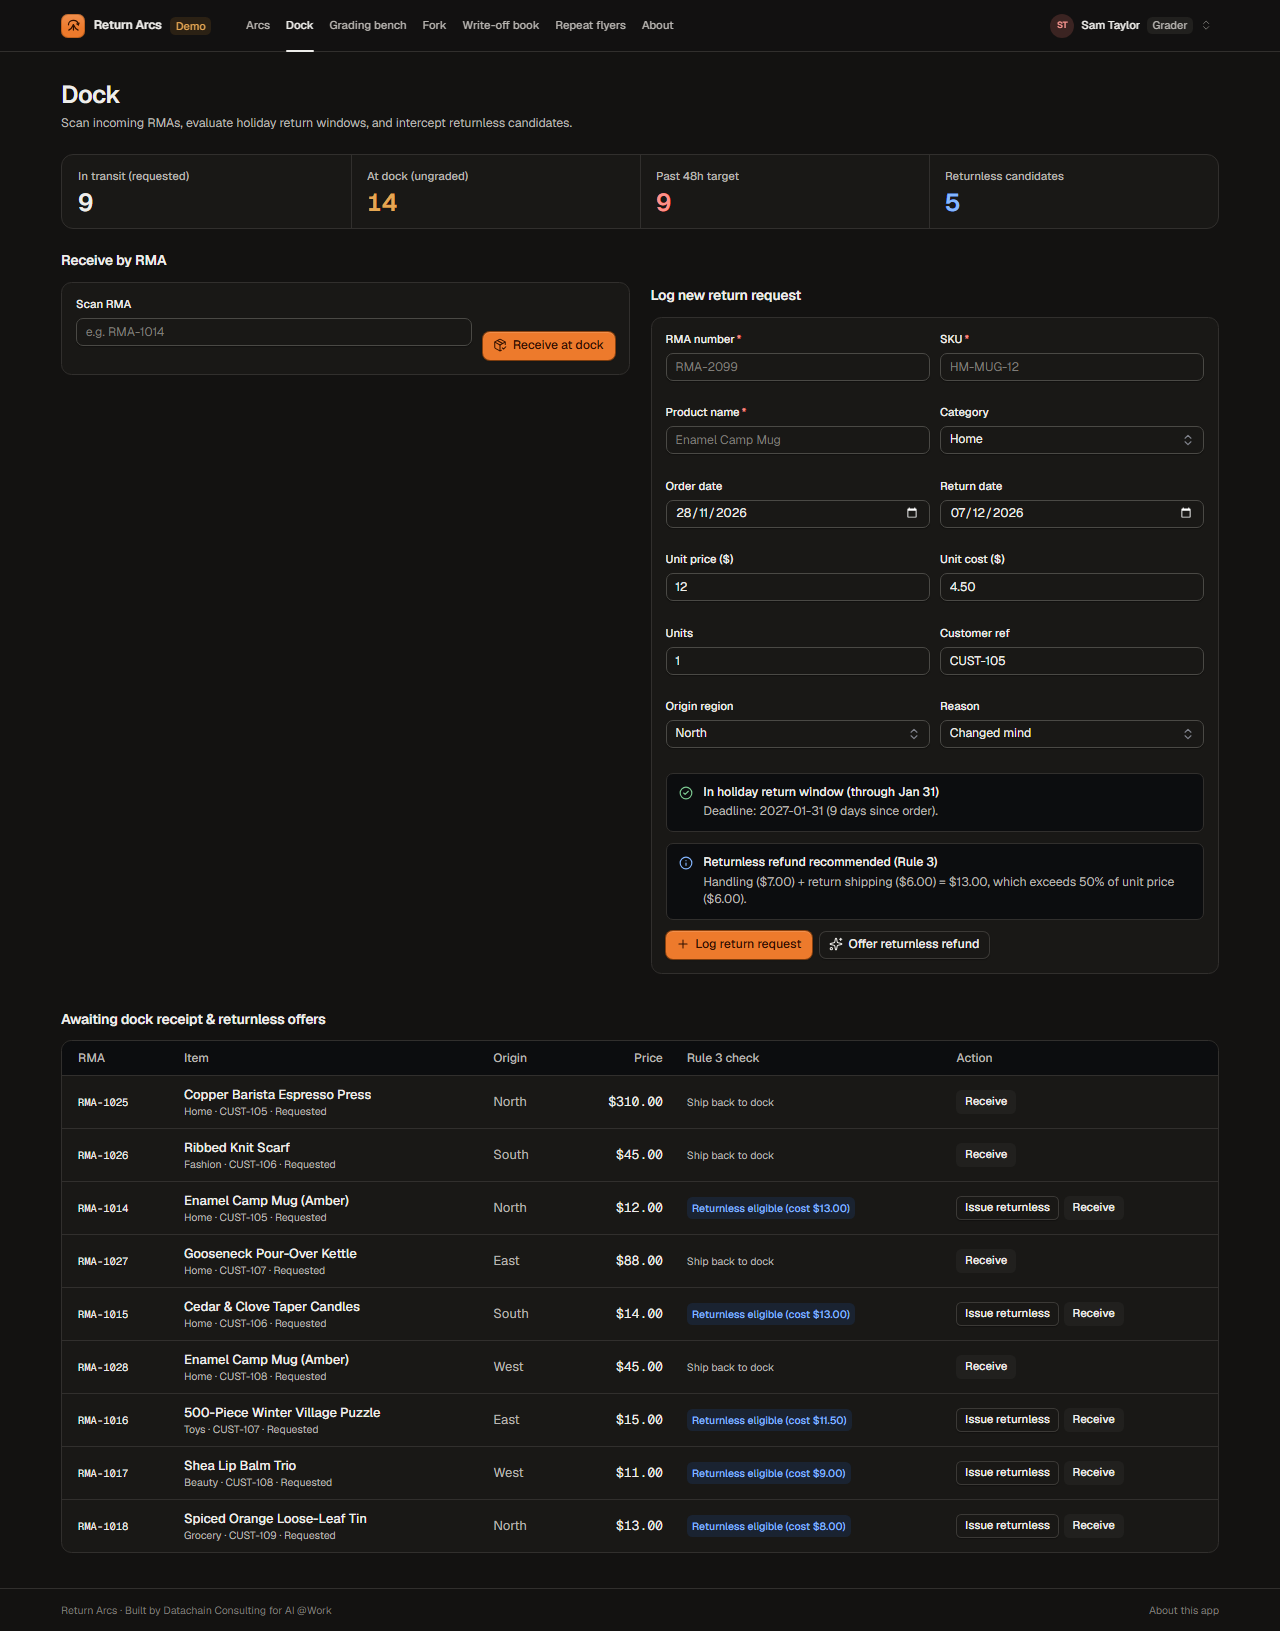 Return Arcs Demo Arcs Dock Grading bench Fork Write-off book Repeat flyers About ST Sam Taylor Grader
Dock
Scan incoming RMAs, evaluate holiday return windows, and intercept returnless candidates.
In transit (requested) At dock (ungraded) Past 48h target Returnless candidates
9 14 9 5
Receive by RMA
Scan RMA
e.g. RMA-1014
Receive at dock
Log new return request
RMA number * SKU *
RMA-2099 HM-MUG-12
Product name * Category
Enamel Camp Mug Home
Order date Return date
28/11/2026 07/12/2026
Unit price ($) Unit cost ($)
12 4.50
Units Customer ref
1 CUST-105
Origin region Reason
North Changed mind
In holiday return window (through Jan 31)
Deadline: 2027-01-31 (9 days since order).
Returnless refund recommended (Rule 3)
Handling ($7.00) + return shipping ($6.00) = $13.00, which exceeds 50% of unit price
($6.00).
Log return request Offer returnless refund
Awaiting dock receipt & returnless offers
RMA Item Origin Price Rule 3 check Action
RMA-1025 Copper Barista Espresso Press North $310.00 Ship back to dock Receive
Home · CUST-105 · Requested
RMA-1026 Ribbed Knit Scarf South $45.00 Ship back to dock Receive
Fashion · CUST-106 · Requested
RMA-1014 Enamel Camp Mug (Amber) North $12.00 Returnless eligible (cost $13.00) Issue returnless Receive
Home · CUST-105 · Requested
RMA-1027 Gooseneck Pour-Over Kettle East $88.00 Ship back to dock Receive
Home · CUST-107 · Requested
RMA-1015 Cedar & Clove Taper Candles South $14.00 Returnless eligible (cost $13.00) Issue returnless Receive
Home · CUST-106 · Requested
RMA-1028 Enamel Camp Mug (Amber) West $45.00 Ship back to dock Receive
Home · CUST-108 · Requested
RMA-1016 500-Piece Winter Village Puzzle East $15.00 Returnless eligible (cost $11.50) Issue returnless Receive
Toys · CUST-107 · Requested
RMA-1017 Shea Lip Balm Trio West $11.00 Returnless eligible (cost $9.00) Issue returnless Receive
Beauty · CUST-108 · Requested
RMA-1018 Spiced Orange Loose-Leaf Tin North $13.00 Returnless eligible (cost $8.00) Issue returnless Receive
Grocery · CUST-109 · Requested
Return Arcs · Built by Datachain Consulting for AI @Work About this app